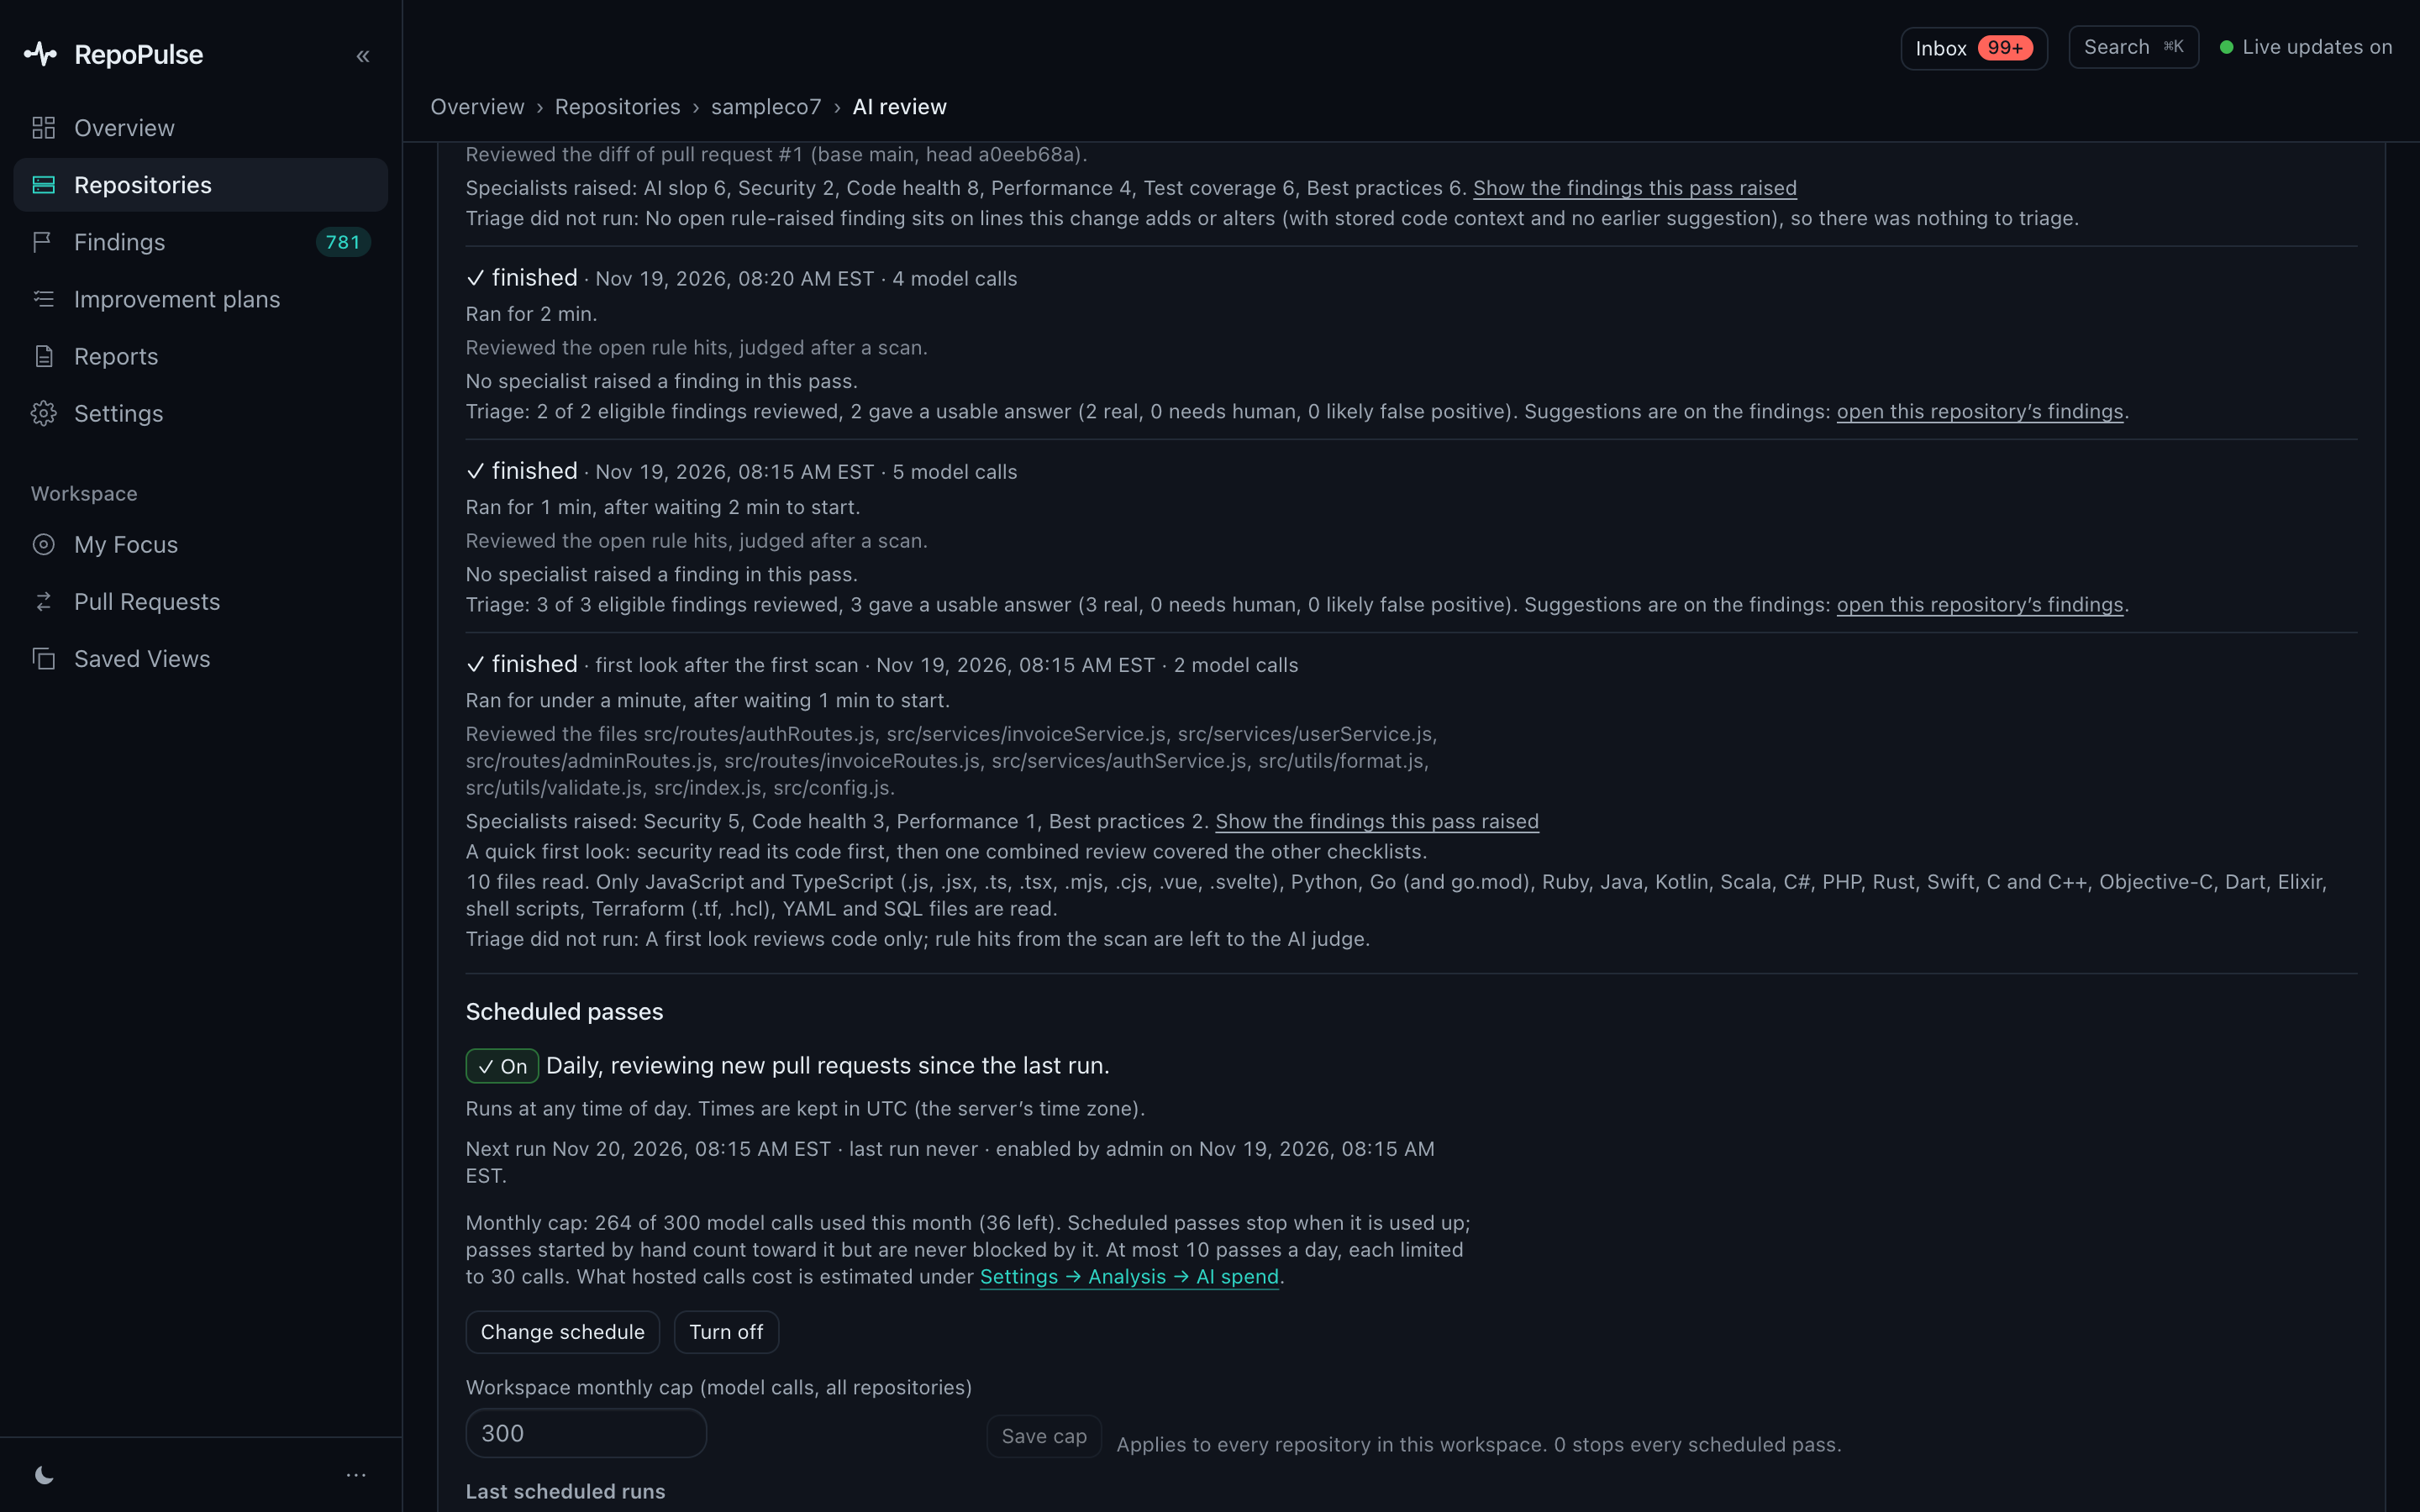 RepoPulse
«
Overview
Repositories
Findings 781
Improvement plans
Reports
Settings
Workspace
My Focus
Pull Requests
Saved Views
Inbox 99+
Search ⌘K
Live updates on
Overview › Repositories › sampleco7 › AI review
Reviewed the diff of pull request #1 (base main, head a0eeb68a).
Specialists raised: AI slop 6, Security 2, Code health 8, Performance 4, Test coverage 6, Best practices 6. Show the findings this pass raised
Triage did not run: No open rule-raised finding sits on lines this change adds or alters (with stored code context and no earlier suggestion), so there was nothing to triage.
✓ finished · Nov 19, 2026, 08:20 AM EST · 4 model calls
Ran for 2 min.
Reviewed the open rule hits, judged after a scan.
No specialist raised a finding in this pass.
Triage: 2 of 2 eligible findings reviewed, 2 gave a usable answer (2 real, 0 needs human, 0 likely false positive). Suggestions are on the findings: open this repository’s findings.
✓ finished · Nov 19, 2026, 08:15 AM EST · 5 model calls
Ran for 1 min, after waiting 2 min to start.
Reviewed the open rule hits, judged after a scan.
No specialist raised a finding in this pass.
Triage: 3 of 3 eligible findings reviewed, 3 gave a usable answer (3 real, 0 needs human, 0 likely false positive). Suggestions are on the findings: open this repository’s findings.
✓ finished · first look after the first scan · Nov 19, 2026, 08:15 AM EST · 2 model calls
Ran for under a minute, after waiting 1 min to start.
Reviewed the files src/routes/authRoutes.js, src/services/invoiceService.js, src/services/userService.js,
src/routes/adminRoutes.js, src/routes/invoiceRoutes.js, src/services/authService.js, src/utils/format.js,
src/utils/validate.js, src/index.js, src/config.js.
Specialists raised: Security 5, Code health 3, Performance 1, Best practices 2. Show the findings this pass raised
A quick first look: security read its code first, then one combined review covered the other checklists.
10 files read. Only JavaScript and TypeScript (.js, .jsx, .ts, .tsx, .mjs, .cjs, .vue, .svelte), Python, Go (and go.mod), Ruby, Java, Kotlin, Scala, C#, PHP, Rust, Swift, C and C++, Objective-C, Dart, Elixir,
shell scripts, Terraform (.tf, .hcl), YAML and SQL files are read.
Triage did not run: A first look reviews code only; rule hits from the scan are left to the AI judge.
Scheduled passes
✓ On Daily, reviewing new pull requests since the last run.
Runs at any time of day. Times are kept in UTC (the server’s time zone).
Next run Nov 20, 2026, 08:15 AM EST · last run never · enabled by admin on Nov 19, 2026, 08:15 AM
EST.
Monthly cap: 264 of 300 model calls used this month (36 left). Scheduled passes stop when it is used up;
passes started by hand count toward it but are never blocked by it. At most 10 passes a day, each limited
to 30 calls. What hosted calls cost is estimated under Settings → Analysis → AI spend.
Change schedule Turn off
Workspace monthly cap (model calls, all repositories)
300 Save cap Applies to every repository in this workspace. 0 stops every scheduled pass.
Last scheduled runs